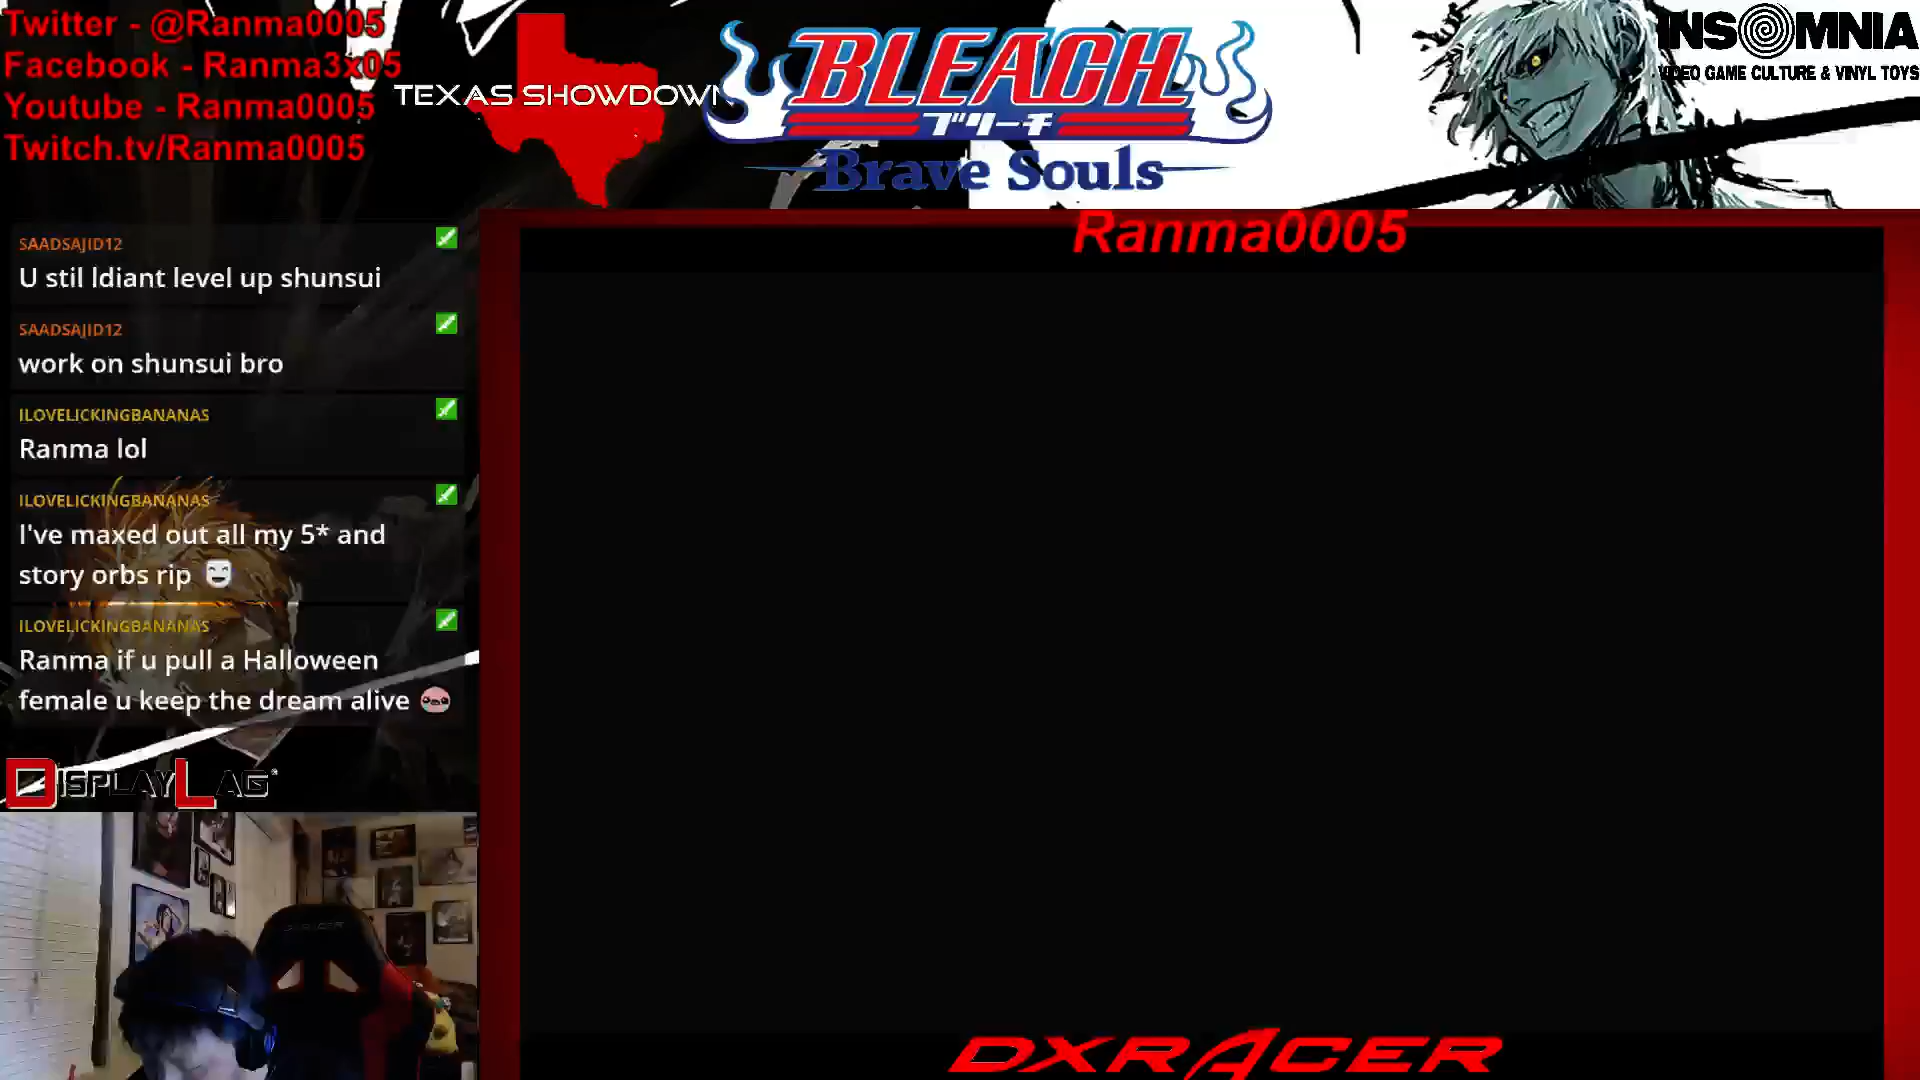 Twitter - @Ranma0005
Facebook - Ranma3x05
Youtube - Ranma0005
Twitch.tv/Ranma0005
TEXAS SHOWDOWN
BLEACH
ブリーチ
Brave Souls
INSOMNIA
VIDEO GAME CULTURE & VINYL TOYS
Ranma0005
SAADSAJID12
U stil ldiant level up shunsui
SAADSAJID12
work on shunsui bro
ILOVELICKINGBANANAS
Ranma lol
ILOVELICKINGBANANAS
I've maxed out all my 5* and
story orbs rip
ILOVELICKINGBANANAS
Ranma if u pull a Halloween
female u keep the dream alive
DISPLAYLAG
DXRACER
DXRACER